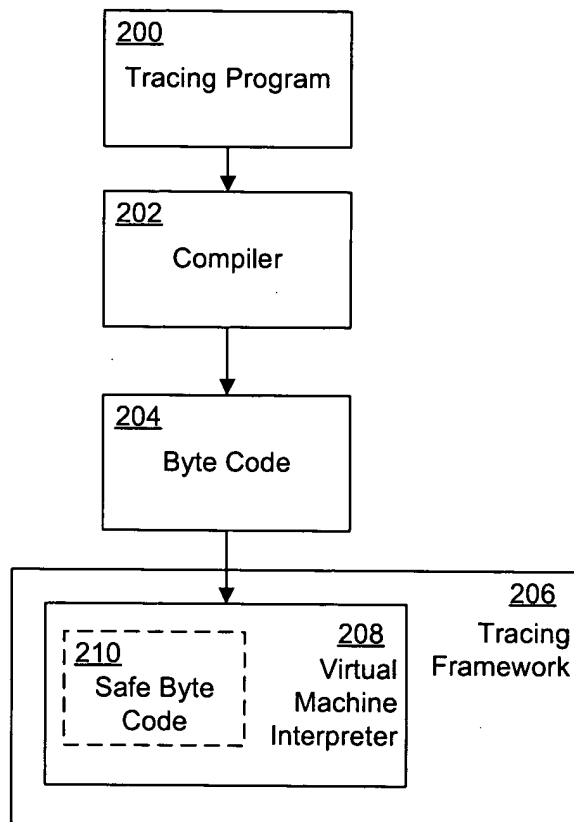 200
Tracing Program
202
Compiler
204
Byte Code
206
Tracing
Framework
208
Virtual
Machine
Interpreter
210
Safe Byte
Code